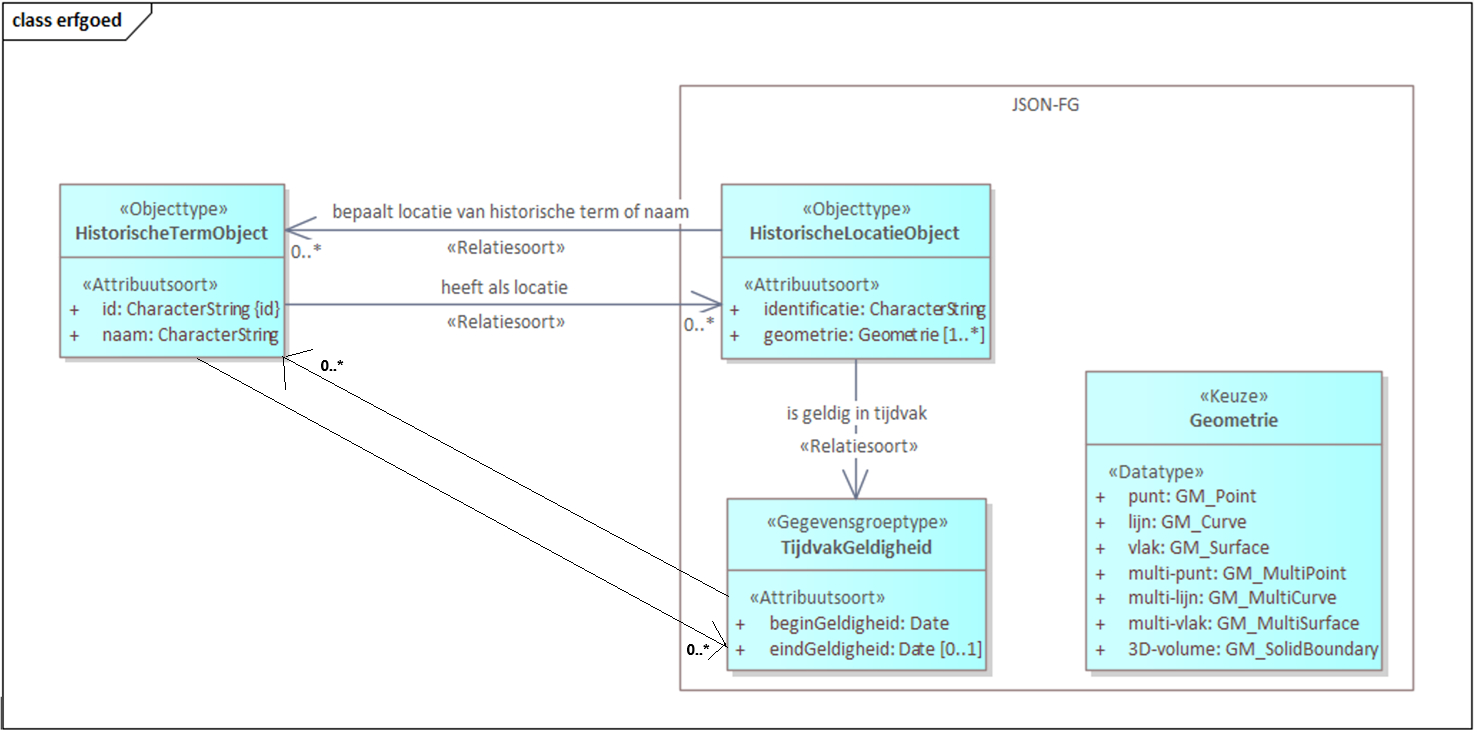 class erfgoed
JSON-FG
«Objecttype»
HistorischeTermObject
«Attribuutsoort»
+ id: CharacterString {id}
+ naam: CharacterString
bepaalt locatie van historische term of naam
0..*
«Relatiesoort»
heeft als locatie
«Relatiesoort»
0..*
«Objecttype»
HistorischeLocatieObject
«Attribuutsoort»
+ identificatie: CharacterString
+ geometrie: Geometrie [1..*]
0..*
is geldig in tijdvak
«Relatiesoort»
«Gegevensgroeptype»
TijdvakGeldigheid
«Attribuutsoort»
+ beginGeldigheid: Date
+ eindGeldigheid: Date [0..1]
0..*
«Keuze»
Geometrie
«Datatype»
+ punt: GM_Point
+ lijn: GM_Curve
+ vlak: GM_Surface
+ multi-punt: GM_MultiPoint
+ multi-lijn: GM_MultiCurve
+ multi-vlak: GM_MultiSurface
+ 3D-volume: GM_SolidBoundary